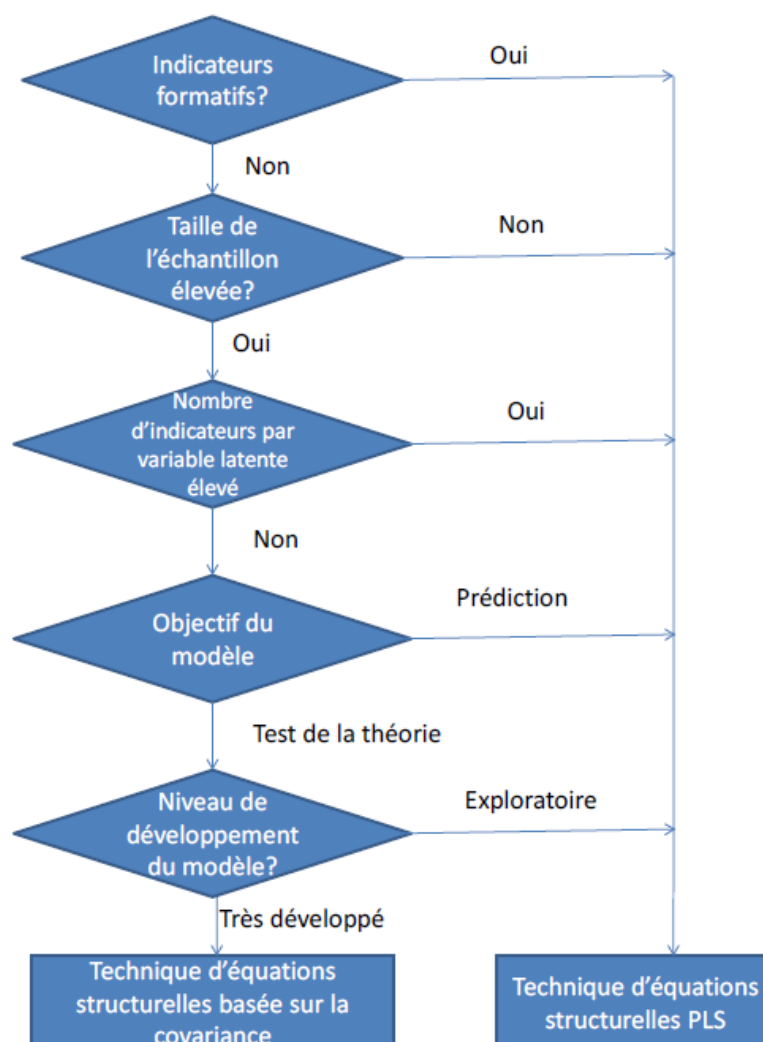 Indicateurs
formatifs?
Oui
Non
Taille de
l'échantillon
élevée?
Non
Oui
Nombre
d'indicateurs par
variable latente
élevé
Oui
Non
Objectif du
modèle
Prédiction
Test de la théorie
Niveau de
développement
du modèle?
Exploratoire
Très développé
Technique d'équations
structurelles basée sur la
covariance
Technique d'équations
structurelles PLS